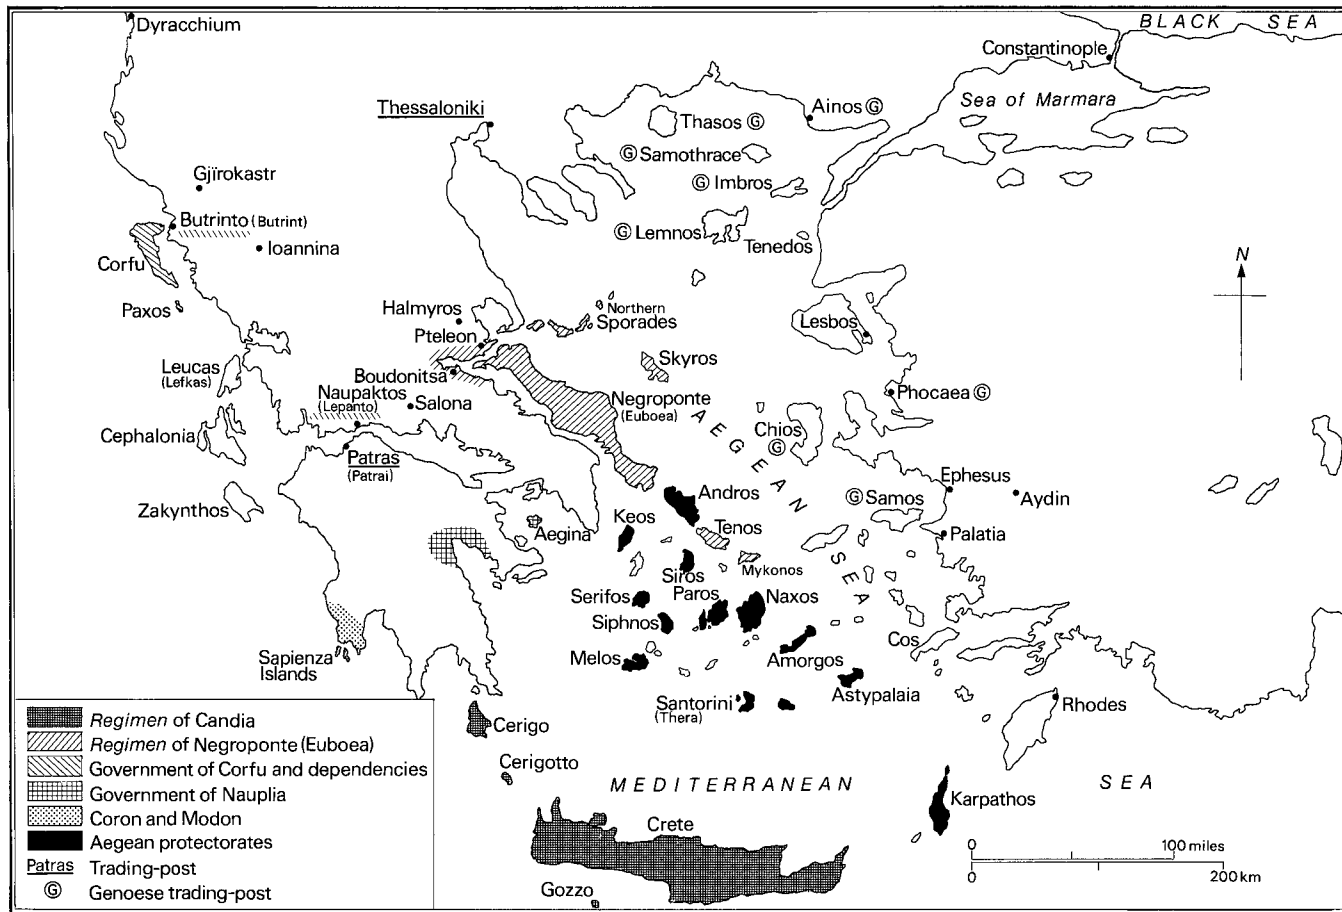 BLACK SEA
Dyracchium
Constantinople
Sea of Marmara
Thessaloniki
Thasos Ⓖ
Ainos Ⓖ
Ⓖ Samothrace
Gjïrokastr
Ⓖ Imbros
Butrinto (Butrint)
Ⓖ Lemnos
Tenedos
Ioannina
Corfu
N
Paxos
Halmyros
Northern
Sporades
Lesbos
Pteleon
Skyros
Leucas
(Lefkas)
Boudonitsa
Naupaktos
(Lepanto)
Salona
Negroponte
(Euboea)
Phocaea Ⓖ
AEGEAN SEA
Chios
Ⓖ
Cephalonia
Patras
(Patrai)
Ephesus
Aydin
Andros
Ⓖ Samos
Zakynthos
Keos
Aegina
Tenos
Palatia
Siros
Mykonos
Serifos
Paros
Naxos
Siphnos
Cos
Sapienza
Islands
Melos
Amorgos
Astypalaia
Santorini
(Thera)
Rhodes
Cerigo
Cerigotto
MEDITERRANEAN SEA
Karpathos
Crete
Gozzo
Regimen of Candia
Regimen of Negroponte (Euboea)
Government of Corfu and dependencies
Government of Nauplia
Coron and Modon
Aegean protectorates
Patras Trading-post
Ⓖ Genoese trading-post
0 100 miles
0 200 km